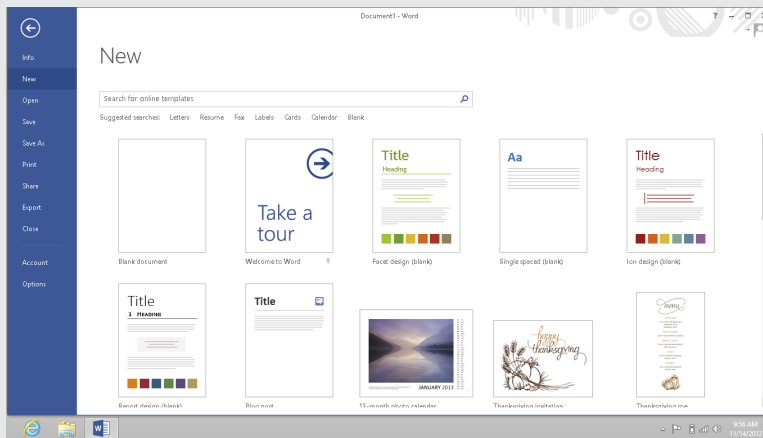 Document1 - Word
?
Info
New
Open
Save
Save As
Print
Share
Export
Close
Account
Options
New
Search for online templates
Suggested searches: Letters Resume Fax Labels Cards Calendar Blank
Take a
tour
Title
Heading
Aa
Title
Heading
Blank document
Welcome to Word
Facet design (blank)
Single spaced (blank)
Ion design (blank)
Title
1 HEADING
Title
JANUARY 2013
happy
thanksgiving
menu
Report design (blank)
Blog post
12-month photo calendar
Thanksgiving invitation
Thanksgiving me
9:56 AM
11/14/2012